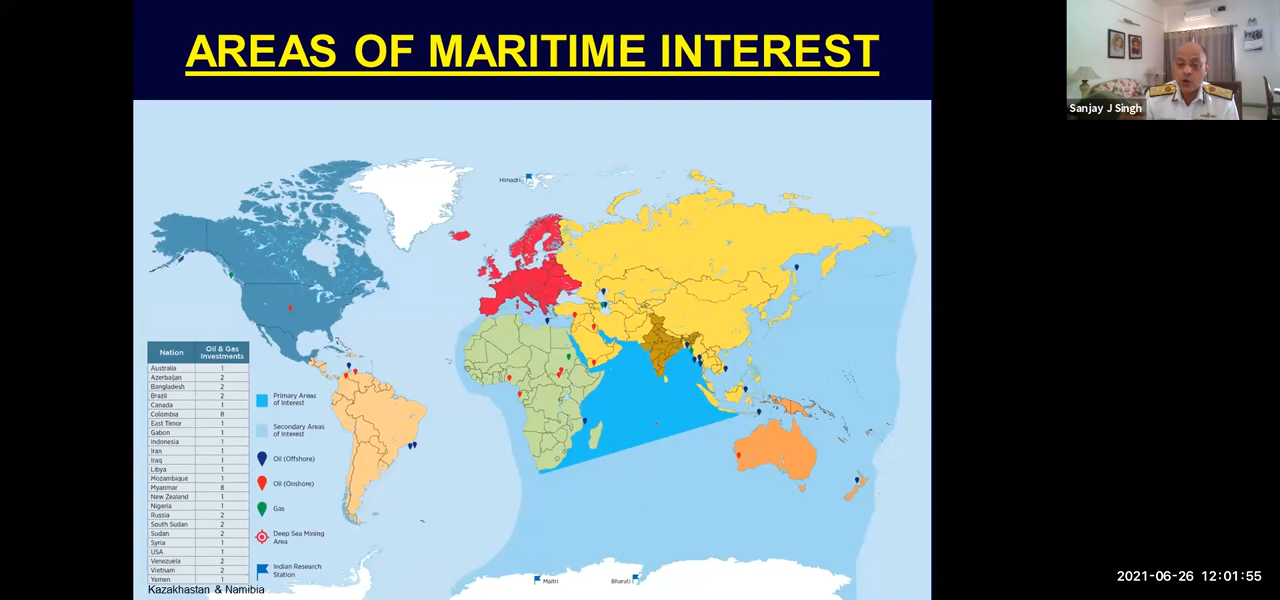 AREAS OF MARITIME INTEREST
Sanjay J Singh
Himadri
Nation Oil & Gas Investments
Australia 1
Azerbaijan 2
Bangladesh 2
Brazil 2
Canada 1
Colombia 8
East Timor 1
Gabon 1
Indonesia 1
Iran 1
Iraq 1
Libya 1
Mozambique 1
Myanmar 8
New Zealand 1
Nigeria 1
Russia 2
South Sudan 2
Sudan 2
Syria 1
USA 1
Venezuela 2
Vietnam 2
Yemen 1
Kazakhastan & Namibia
Primary Areas
of Interest
Secondary Areas
of Interest
Oil (Offshore)
Oil (Onshore)
Gas
Deep Sea Mining
Area
Indian Research
Station
Maitri
Bharati
2021-06-26 12:01:55